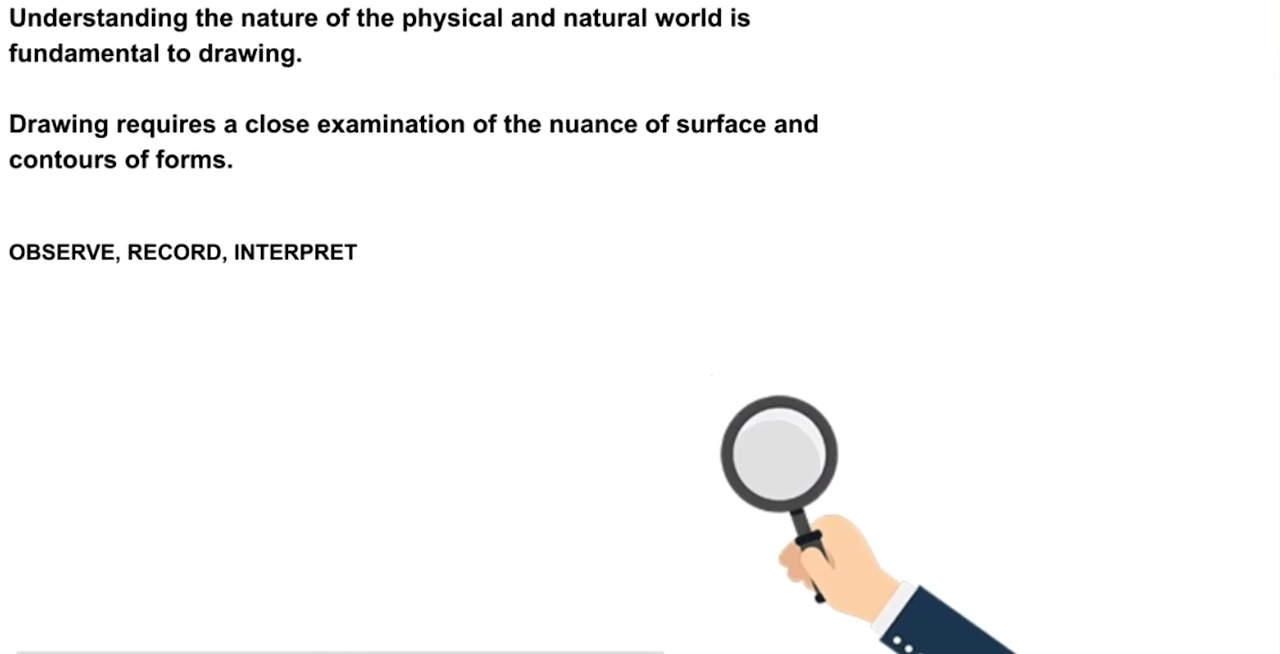 Understanding the nature of the physical and natural world is
fundamental to drawing.
Drawing requires a close examination of the nuance of surface and
contours of forms.
OBSERVE, RECORD, INTERPRET